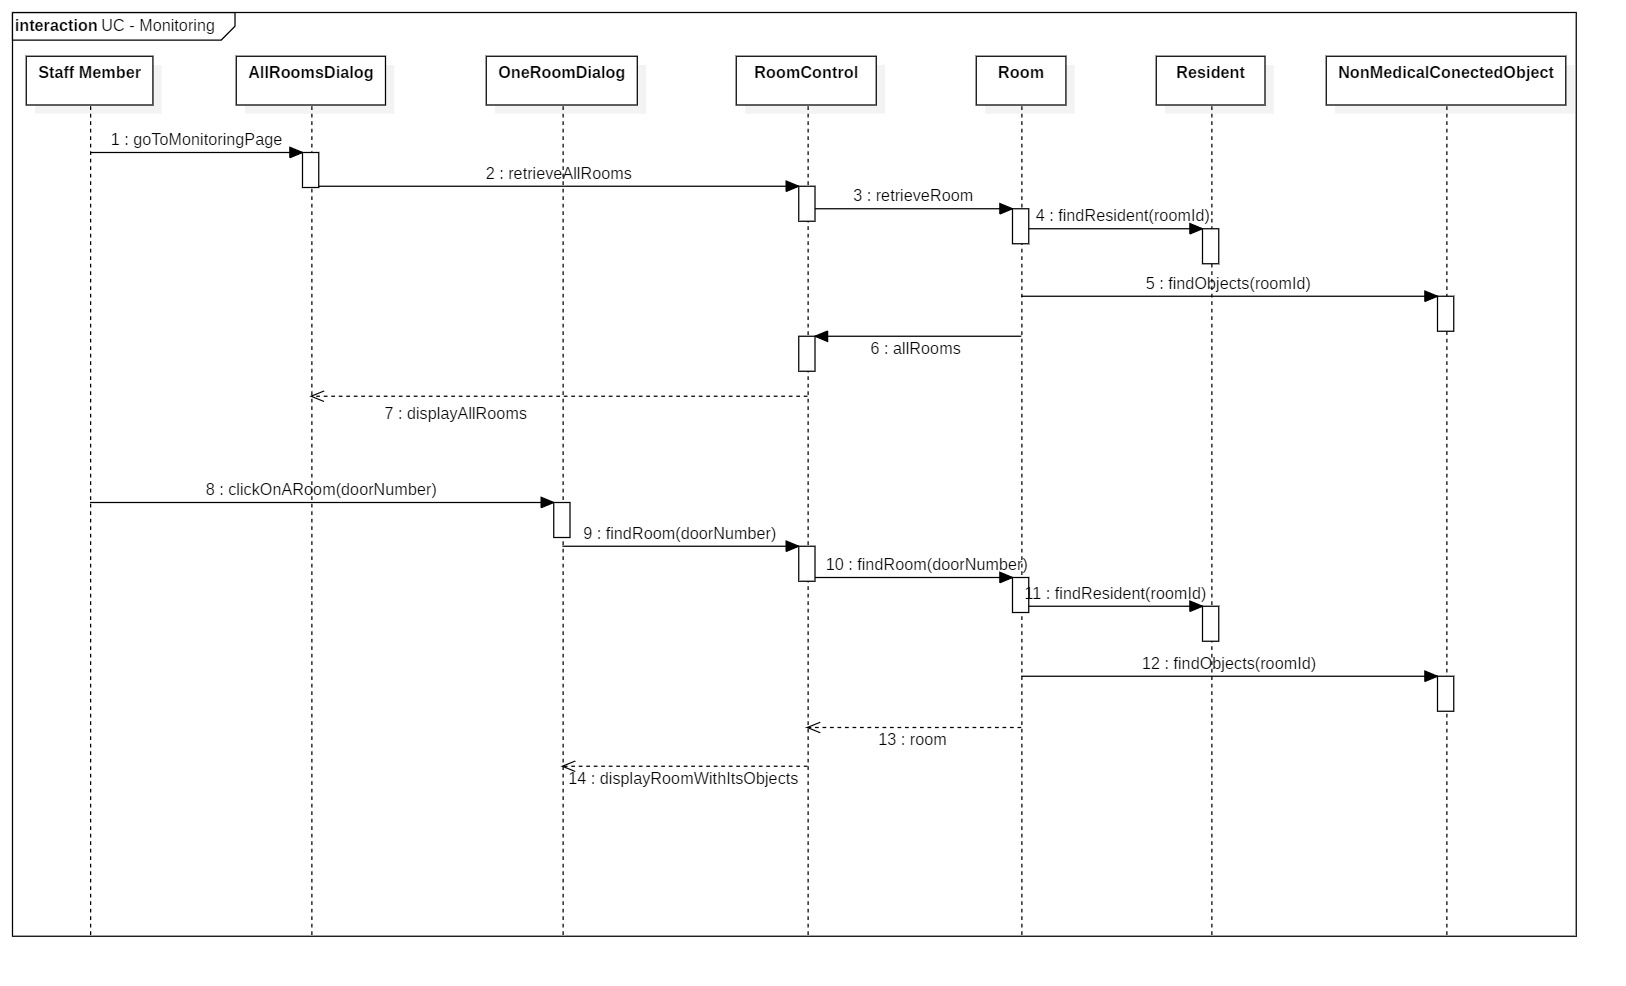 interaction UC - Monitoring
Staff Member
AllRoomsDialog
OneRoomDialog
RoomControl
Room
Resident
NonMedicalConectedObject
1 : goToMonitoringPage
2 : retrieveAllRooms
3 : retrieveRoom
4 : findResident(roomId)
5 : findObjects(roomId)
6 : allRooms
7 : displayAllRooms
8 : clickOnARoom(doorNumber)
9 : findRoom(doorNumber)
10 : findRoom(doorNumber)
11 : findResident(roomId)
12 : findObjects(roomId)
13 : room
14 : displayRoomWithItsObjects